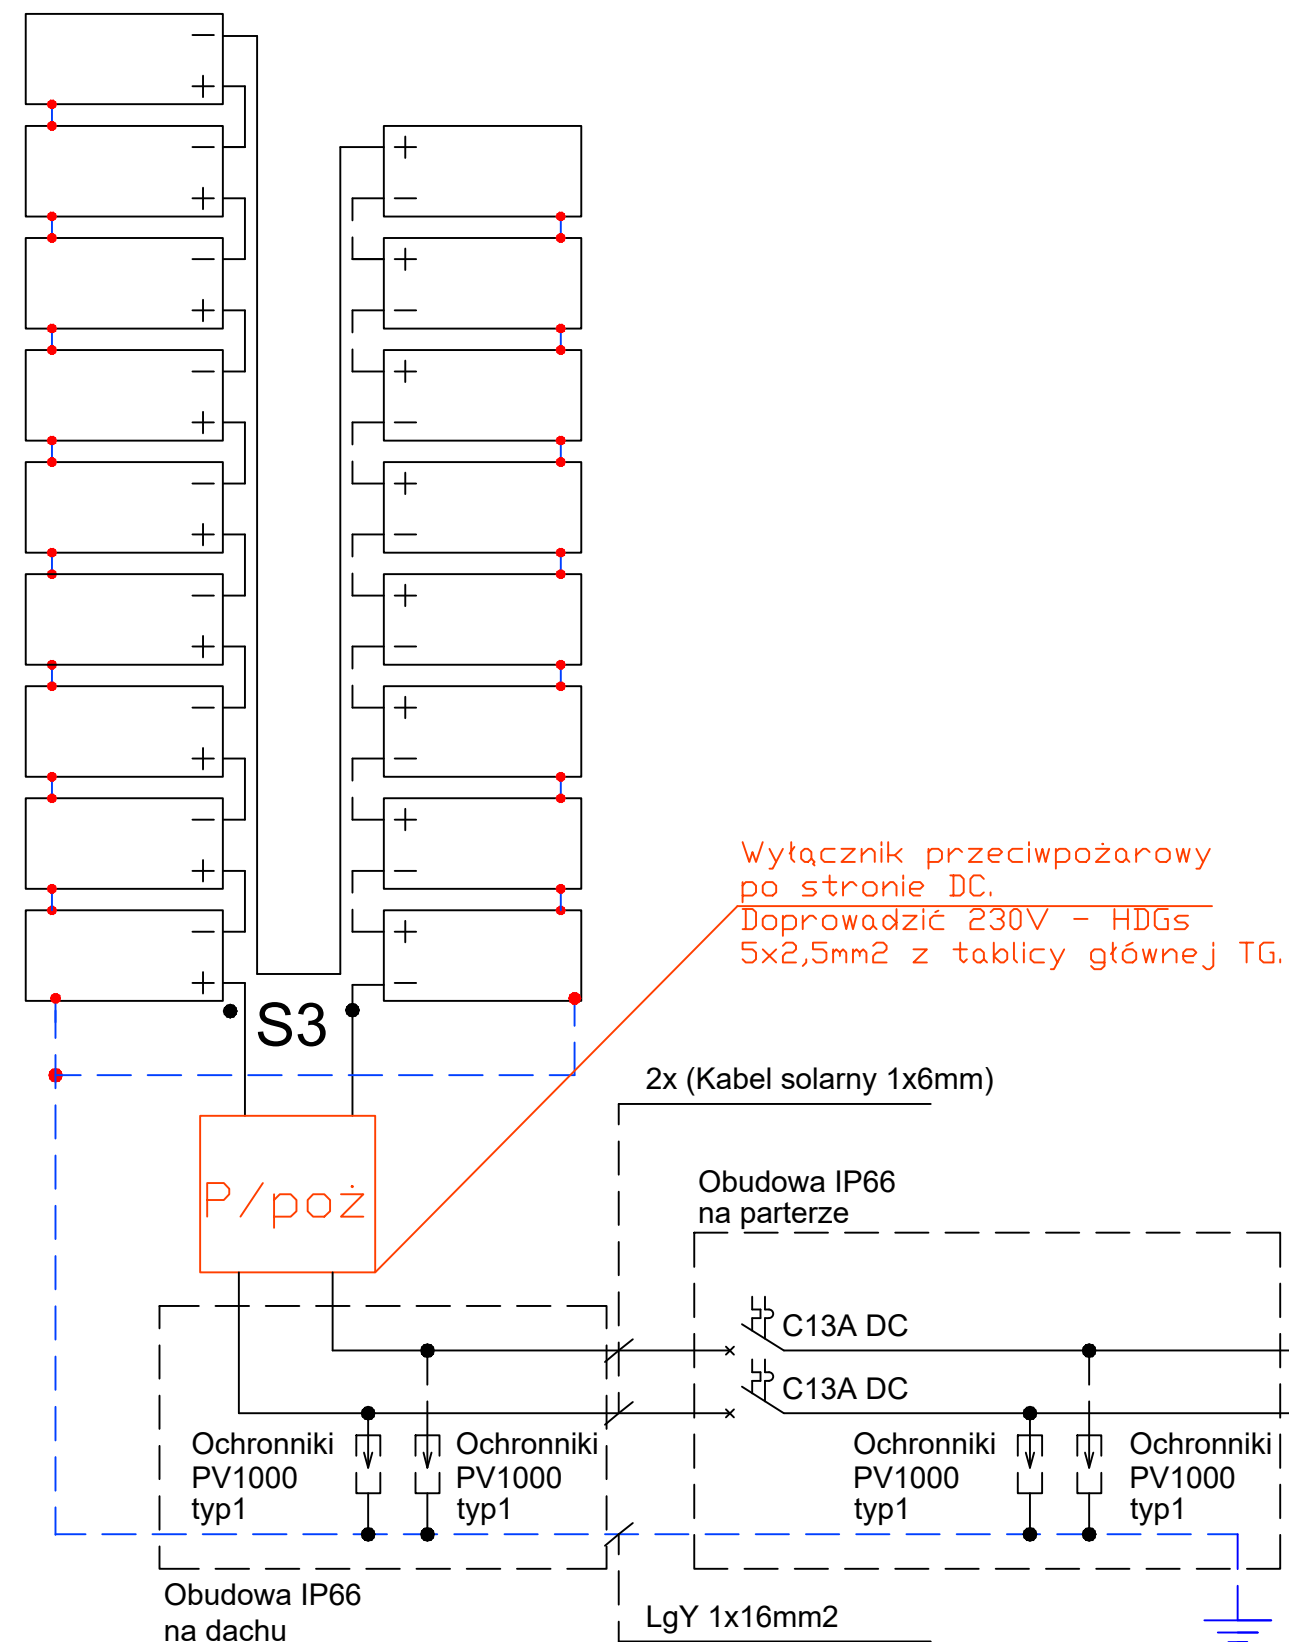 Wyłącznik przeciwpożarowy
po stronie DC.
Doprowadzić 230V - HDGs
5x2,5mm2 z tablicy głównej TG.
S3
2x (Kabel solarny 1x6mm)
P/poż
Obudowa IP66
na parterze
C13A DC
C13A DC
Ochronniki
PV1000
typ1
Ochronniki
PV1000
typ1
Ochronniki
PV1000
typ1
Ochronniki
PV1000
typ1
Obudowa IP66
na dachu
LgY 1x16mm2